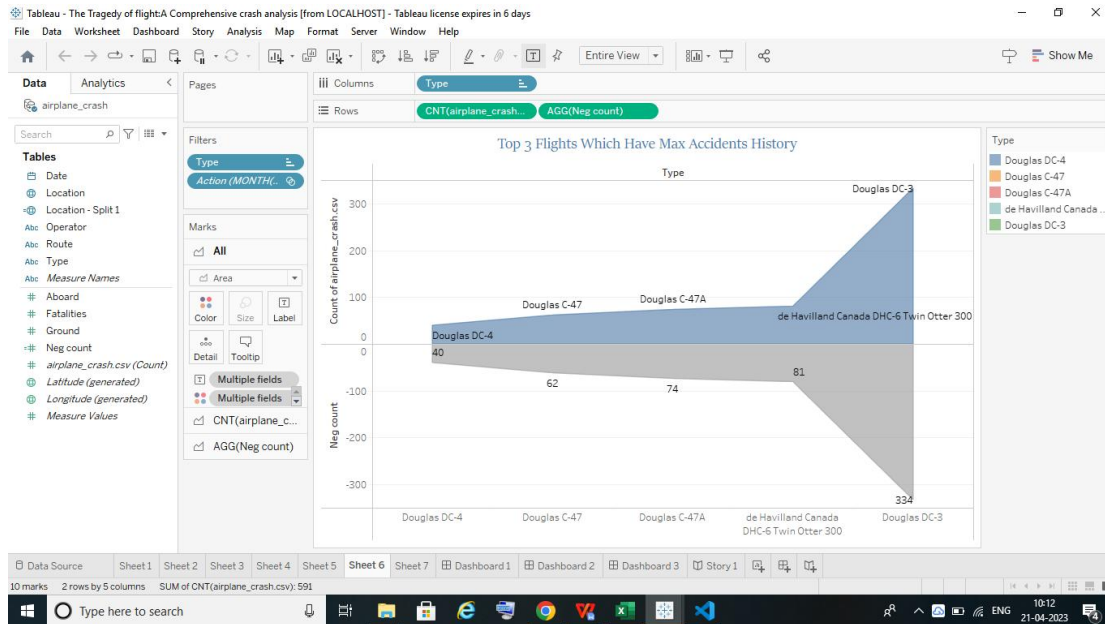 Tableau - The Tragedy of flight:A Comprehensive crash analysis [from LOCALHOST] - Tableau license expires in 6 days
File Data Worksheet Dashboard Story Analysis Map Format Server Window Help
Entire View
Show Me
Data Analytics
airplane_crash
Search
Tables
Date
Location
Location - Split 1
Abc Operator
Abc Route
Abc Type
Abc Measure Names
# Aboard
# Fatalities
# Ground
=# Neg count
# airplane_crash.csv (Count)
Latitude (generated)
Longitude (generated)
# Measure Values
Pages
Filters
Type
Action (MONTH(..
Marks
All
Area
Color Size Label
Detail Tooltip
Multiple fields
Multiple fields
CNT(airplane_c...
AGG(Neg count)
Columns Type
Rows CNT(airplane_crash... AGG(Neg count)
Top 3 Flights Which Have Max Accidents History
Type
Count of airplane_crash.csv
300
200
100
0
Douglas DC-4
Douglas C-47
Douglas C-47A
de Havilland Canada DHC-6 Twin Otter 300
Douglas DC-3
Neg count
0
-100
-200
-300
40
62
74
81
334
Douglas DC-4 Douglas C-47 Douglas C-47A de Havilland Canada Douglas DC-3
DHC-6 Twin Otter 300
Type
Douglas DC-4
Douglas C-47
Douglas C-47A
de Havilland Canada ..
Douglas DC-3
Data Source Sheet 1 Sheet 2 Sheet 3 Sheet 4 Sheet 5 Sheet 6 Sheet 7 Dashboard 1 Dashboard 2 Dashboard 3 Story 1
10 marks 2 rows by 5 columns SUM of CNT(airplane_crash.csv): 591
Type here to search
ENG
10:12
21-04-2023
4